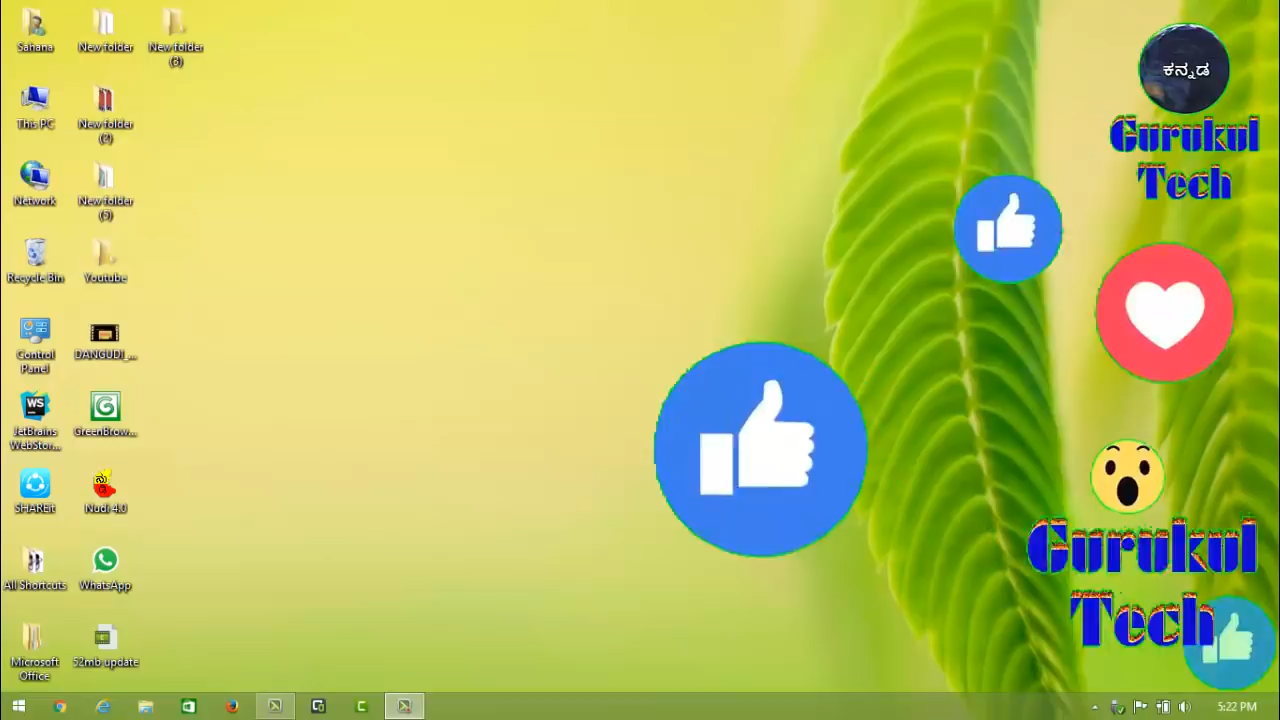 Sahana
New folder
New folder
(3)
This PC
New folder
(2)
Network
New folder
(5)
Recycle Bin
Youtube
Control
Panel
DANGUDI_...
WS
JetBrains
WebStor...
GreenBrow...
SHAREit
ನುಡಿ
Nudi 4.0
All Shortcuts
WhatsApp
Microsoft
Office
52mb update
ಕನ್ನಡ
Gurukul
Tech
Gurukul
Tech
5:22 PM